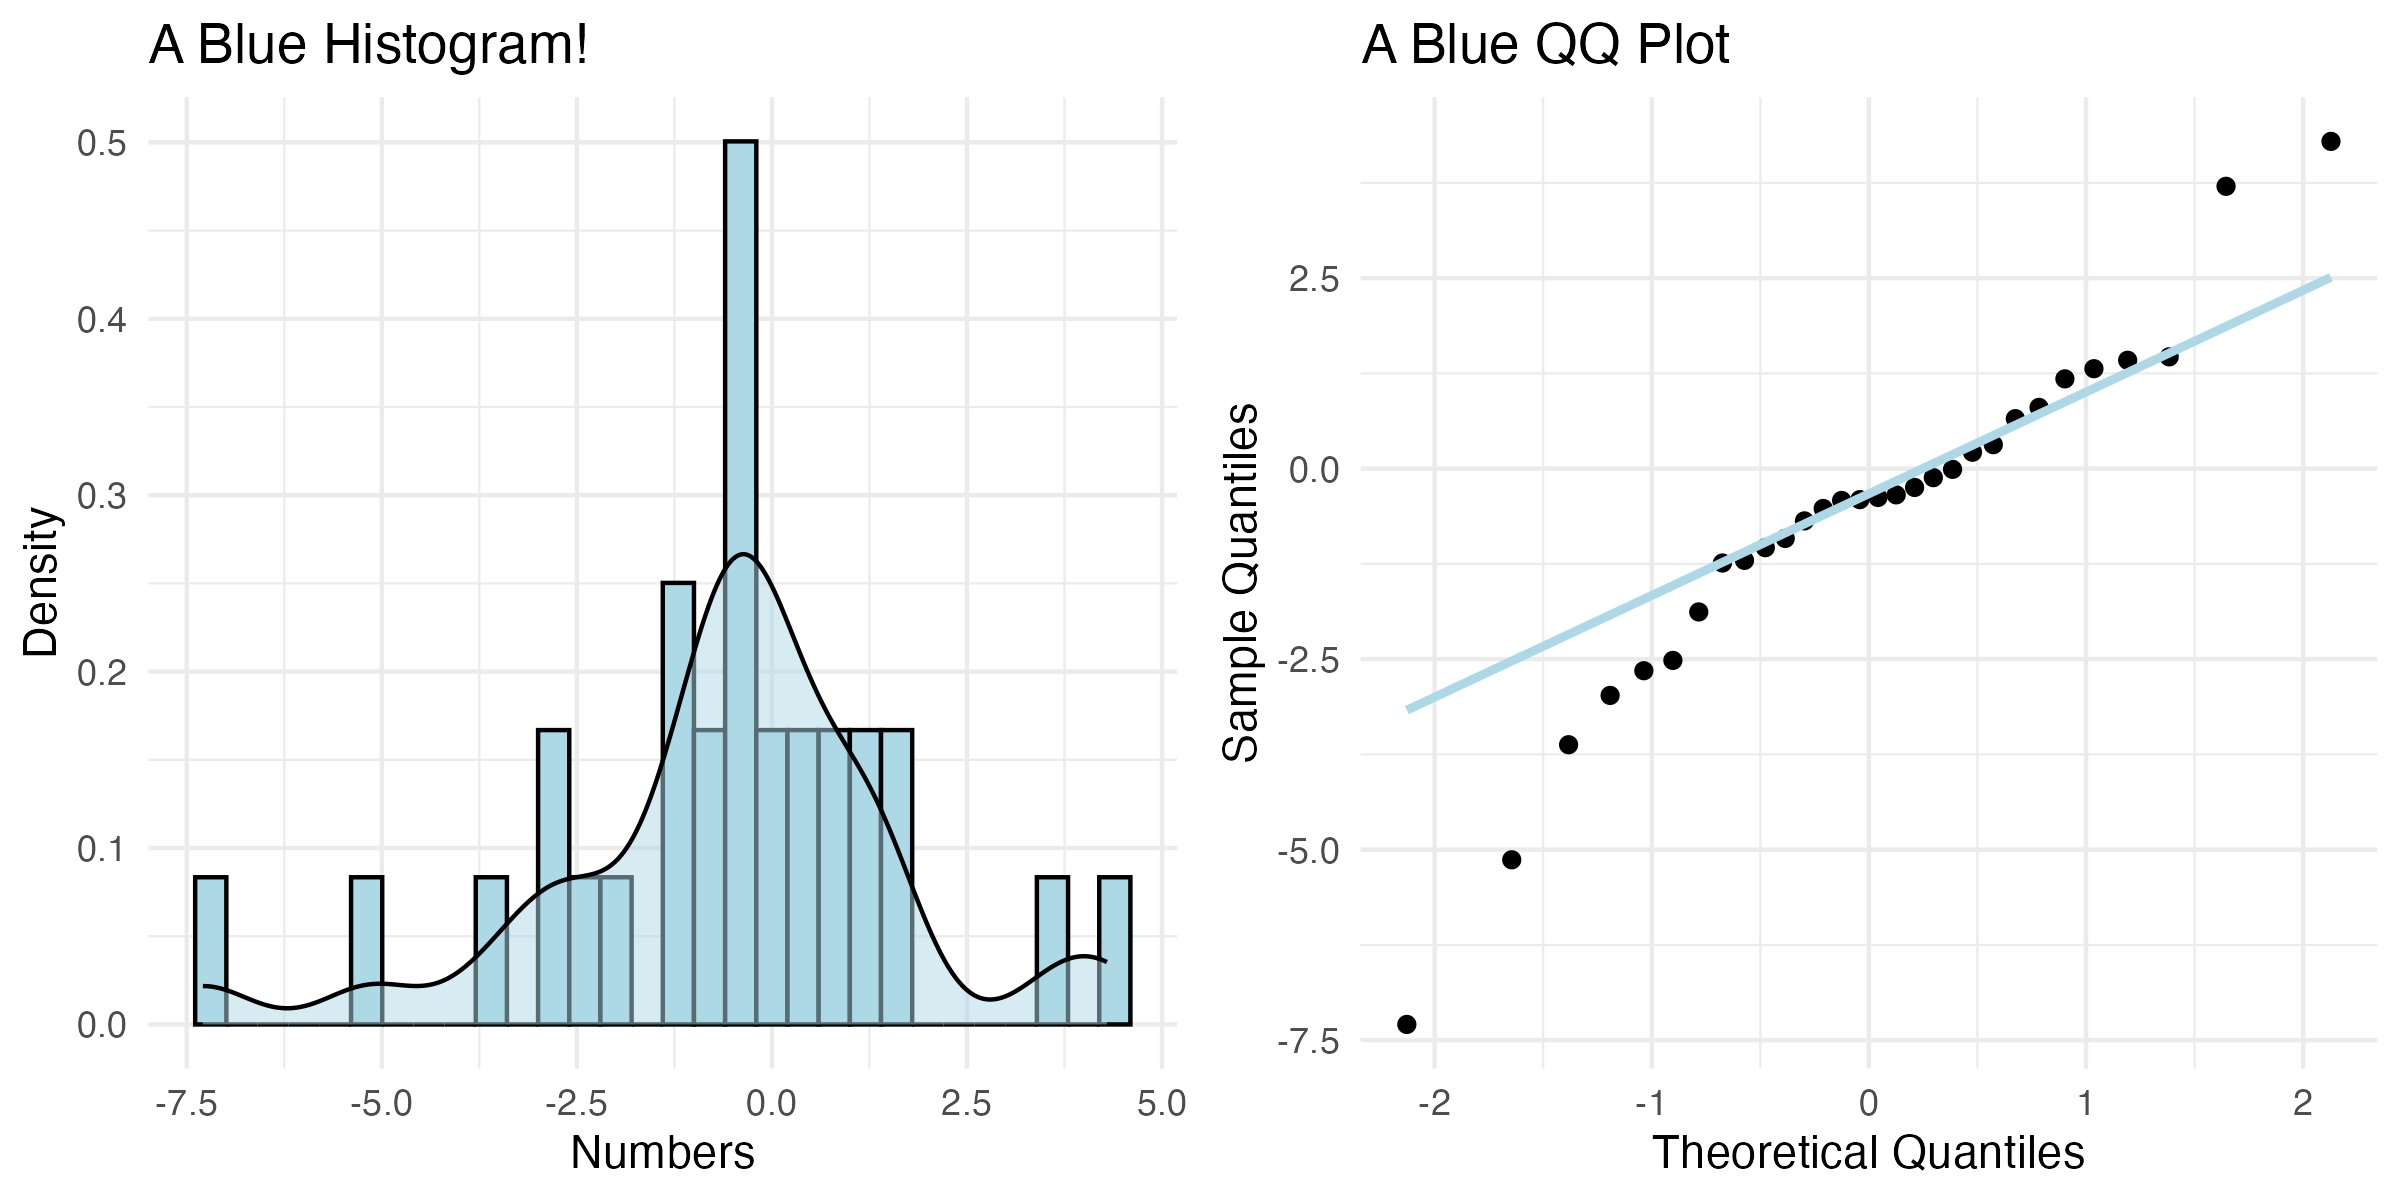 A Blue Histogram!
Density
0.5
0.4
0.3
0.2
0.1
0.0
-7.5 -5.0 -2.5 0.0 2.5 5.0
Numbers
A Blue QQ Plot
Sample Quantiles
2.5
0.0
-2.5
-5.0
-7.5
-2 -1 0 1 2
Theoretical Quantiles